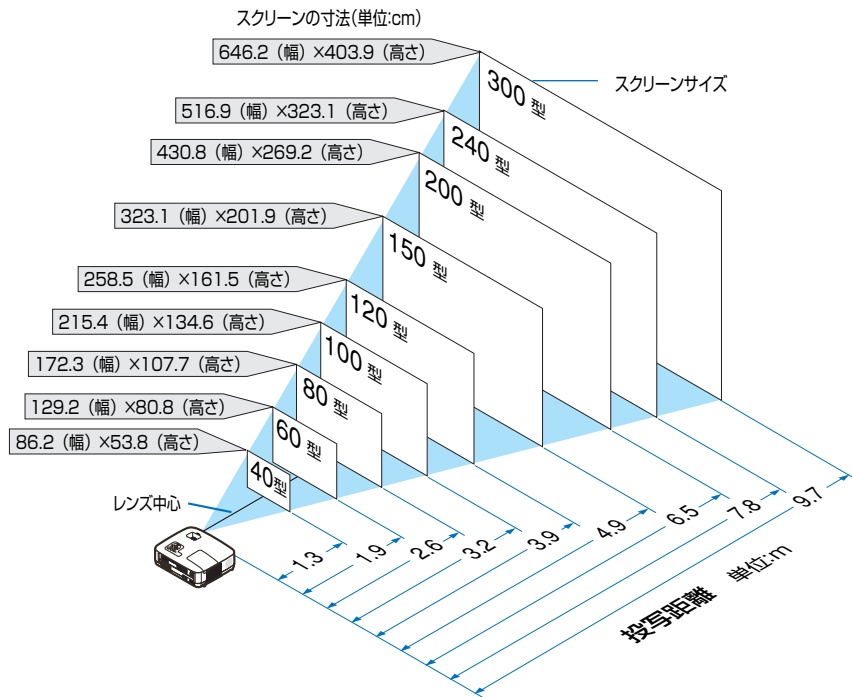 スクリーンの寸法(単位:cm)
646.2（幅）×403.9（高さ）
スクリーンサイズ
300 型
516.9（幅）×323.1（高さ）
240 型
430.8（幅）×269.2（高さ）
200 型
323.1（幅）×201.9（高さ）
150 型
258.5（幅）×161.5（高さ）
120 型
215.4（幅）×134.6（高さ）
100 型
172.3（幅）×107.7（高さ）
80 型
129.2（幅）×80.8（高さ）
60 型
86.2（幅）×53.8（高さ）
40型
レンズ中心
1.3
1.9
2.6
3.2
3.9
4.9
6.5
7.8
9.7
投写距離 単位:m